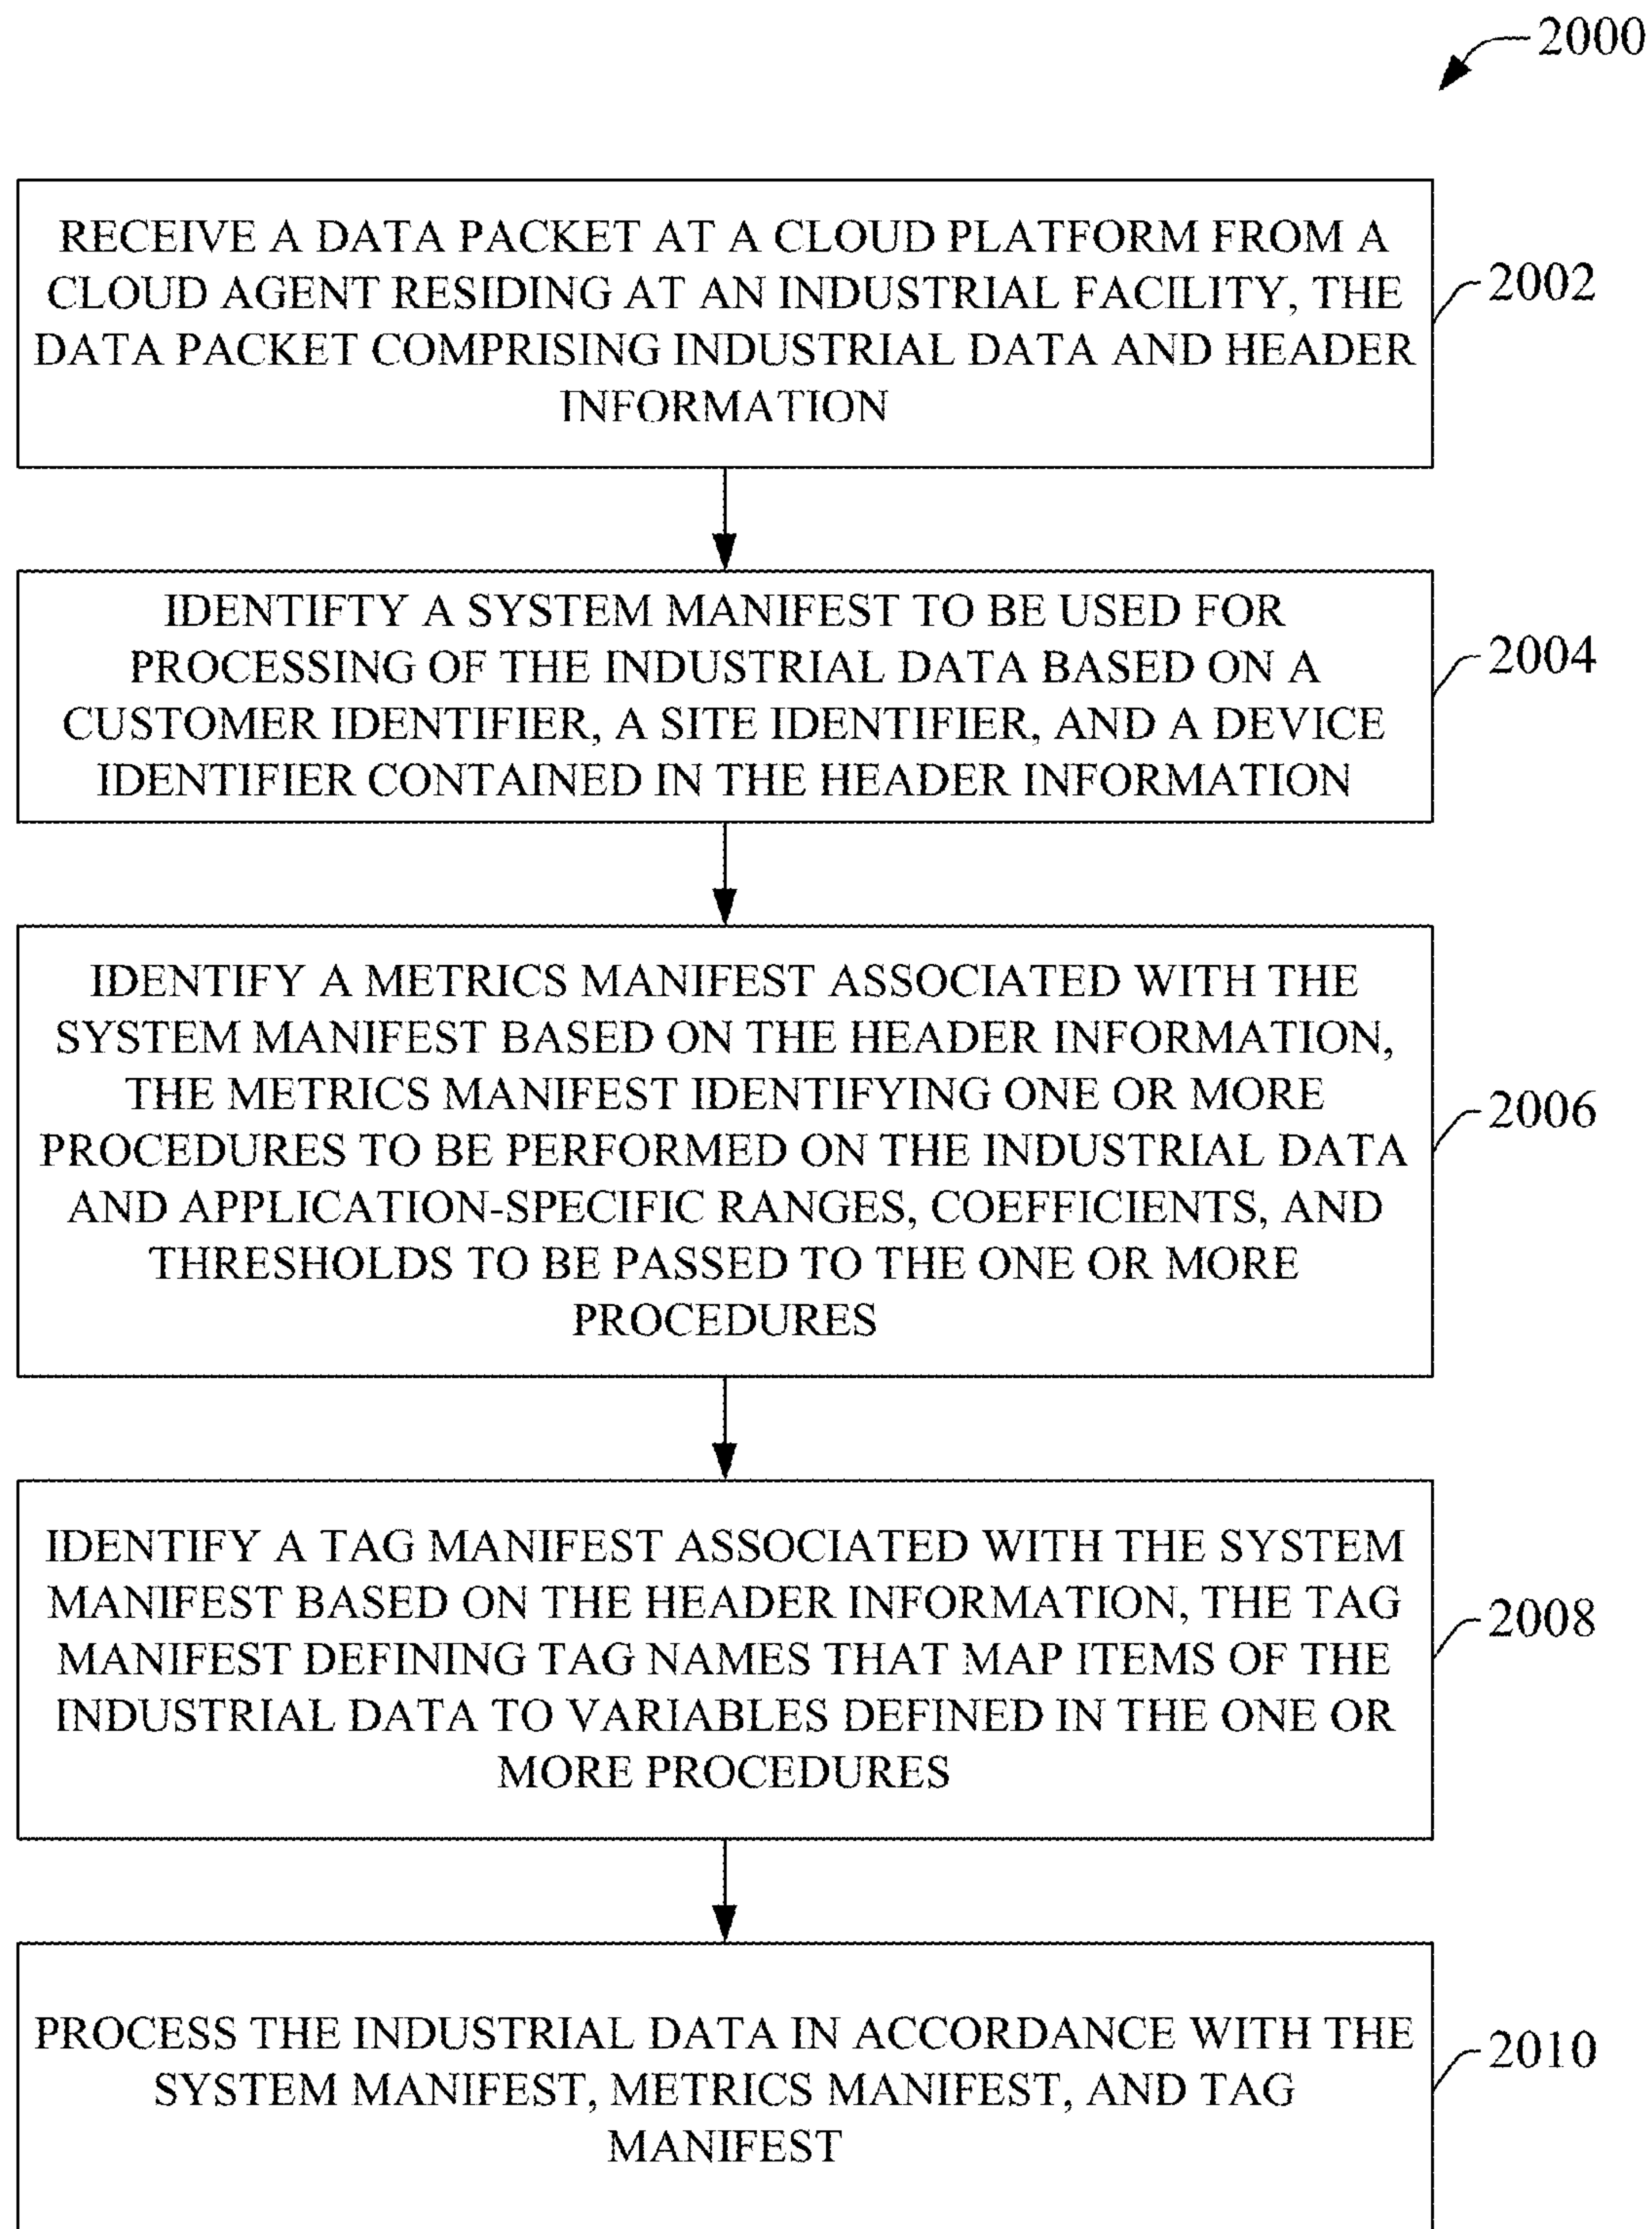 2000
RECEIVE A DATA PACKET AT A CLOUD PLATFORM FROM A
CLOUD AGENT RESIDING AT AN INDUSTRIAL FACILITY, THE
DATA PACKET COMPRISING INDUSTRIAL DATA AND HEADER
INFORMATION
2002
IDENTIFTY A SYSTEM MANIFEST TO BE USED FOR
PROCESSING OF THE INDUSTRIAL DATA BASED ON A
CUSTOMER IDENTIFIER, A SITE IDENTIFIER, AND A DEVICE
IDENTIFIER CONTAINED IN THE HEADER INFORMATION
2004
IDENTIFY A METRICS MANIFEST ASSOCIATED WITH THE
SYSTEM MANIFEST BASED ON THE HEADER INFORMATION,
THE METRICS MANIFEST IDENTIFYING ONE OR MORE
PROCEDURES TO BE PERFORMED ON THE INDUSTRIAL DATA
AND APPLICATION-SPECIFIC RANGES, COEFFICIENTS, AND
THRESHOLDS TO BE PASSED TO THE ONE OR MORE
PROCEDURES
2006
IDENTIFY A TAG MANIFEST ASSOCIATED WITH THE SYSTEM
MANIFEST BASED ON THE HEADER INFORMATION, THE TAG
MANIFEST DEFINING TAG NAMES THAT MAP ITEMS OF THE
INDUSTRIAL DATA TO VARIABLES DEFINED IN THE ONE OR
MORE PROCEDURES
2008
PROCESS THE INDUSTRIAL DATA IN ACCORDANCE WITH THE
SYSTEM MANIFEST, METRICS MANIFEST, AND TAG
MANIFEST
2010